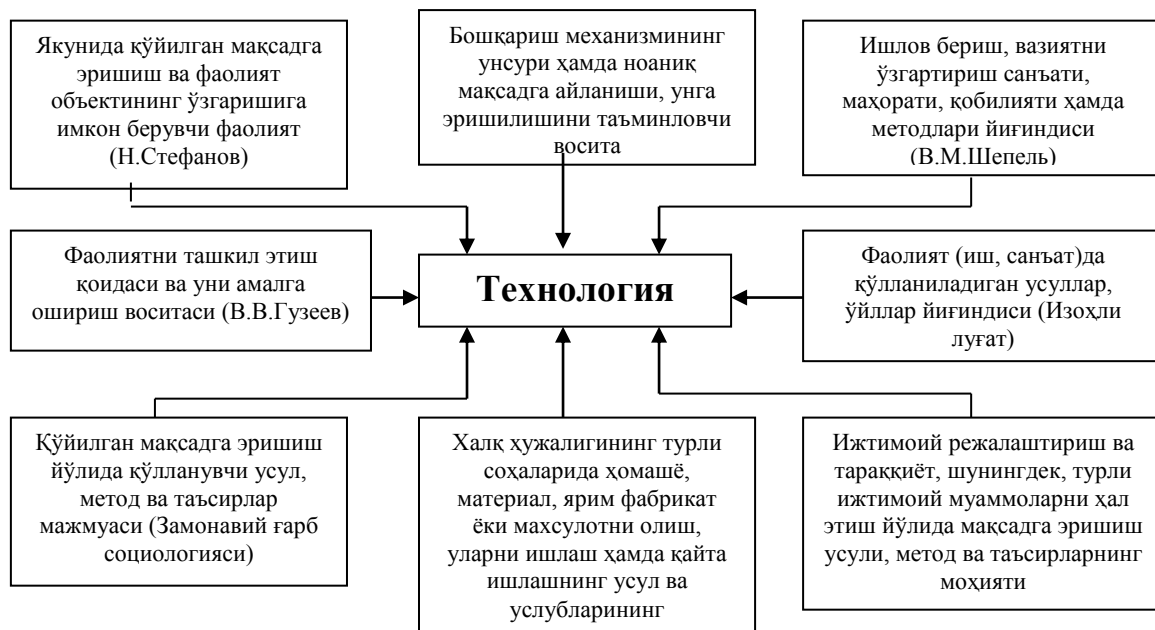 Якунида қўйилган мақсадга
эришиш ва фаолият
объектининг ўзгаришига
имкон берувчи фаолият
(Н.Стефанов)
Бошқариш механизмининг
унсури ҳамда ноаниқ
мақсадга айланиши, унга
эришилишини таъминловчи
восита
Ишлов бериш, вазиятни
ўзгартириш санъати,
маҳорати, қобилияти ҳамда
методлари йиғиндиси
(В.М.Шепель)
Фаолиятни ташкил этиш
қоидаси ва уни амалга
ошириш воситаси (В.В.Гузеев)
Технология
Фаолият (иш, санъат)да
қўлланиладиган усуллар,
ўйллар йиғиндиси (Изоҳли
луғат)
Қўйилган мақсадга эришиш
йўлида қўлланувчи усул,
метод ва таъсирлар
мажмуаси (Замонавий ғарб
социологияси)
Халқ ҳужалигининг турли
соҳаларида ҳомашё,
материал, ярим фабрикат
ёки махсулотни олиш,
уларни ишлаш ҳамда қайта
ишлашнинг усул ва
услубларининг
Ижтимоий режалаштириш ва
тараққиёт, шунингдек, турли
ижтимоий муаммоларни ҳал
этиш йўлида мақсадга эришиш
усули, метод ва таъсирларнинг
моҳияти